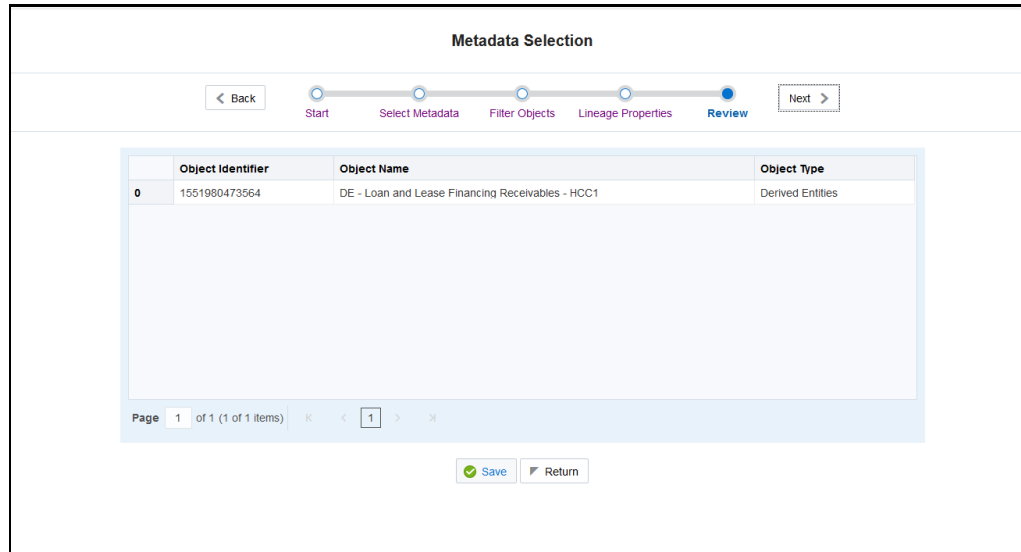 Metadata Selection
Back
Next
Start Select Metadata Filter Objects Lineage Properties Review
Object Identifier Object Name Object Type
0 1551980473564 DE - Loan and Lease Financing Receivables - HCC1 Derived Entities
Page 1 of 1 (1 of 1 items) 1
Save Return